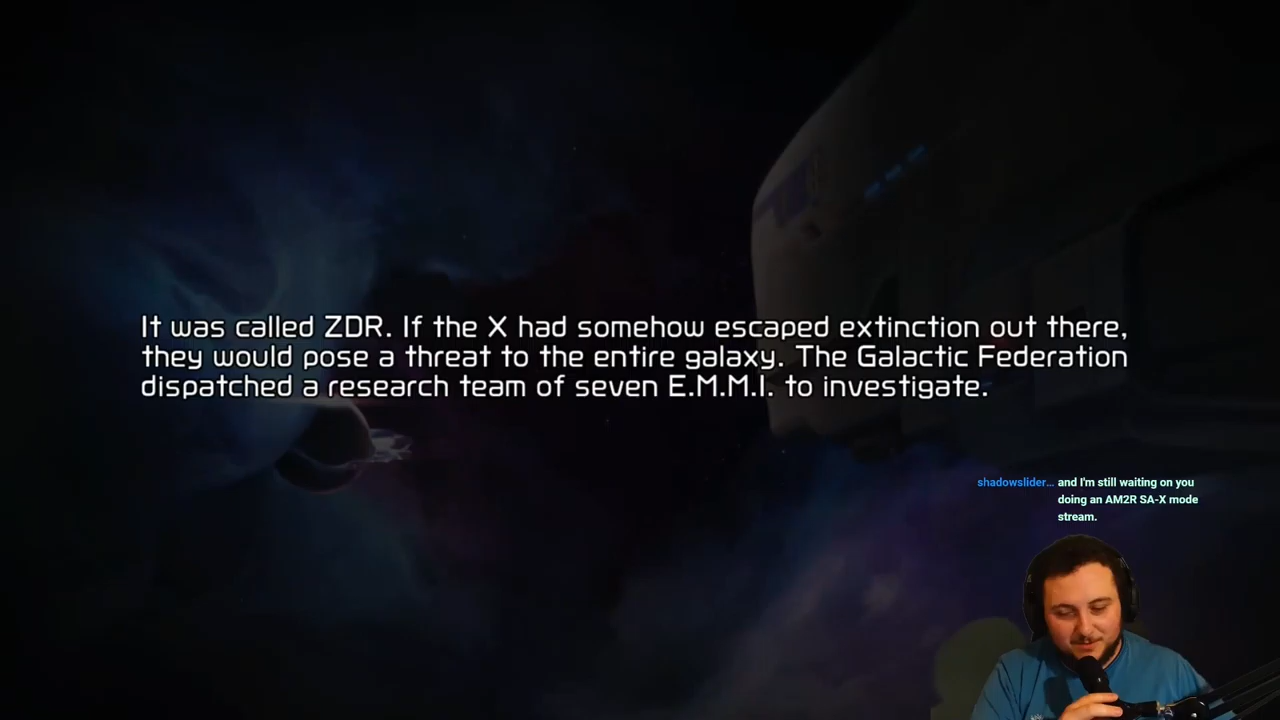 It was called ZDR. If the X had somehow escaped extinction out there,
they would pose a threat to the entire galaxy. The Galactic Federation
dispatched a research team of seven E.M.M.I. to investigate.
shadowslider... and I'm still waiting on you
doing an AM2R SA-X mode
stream.